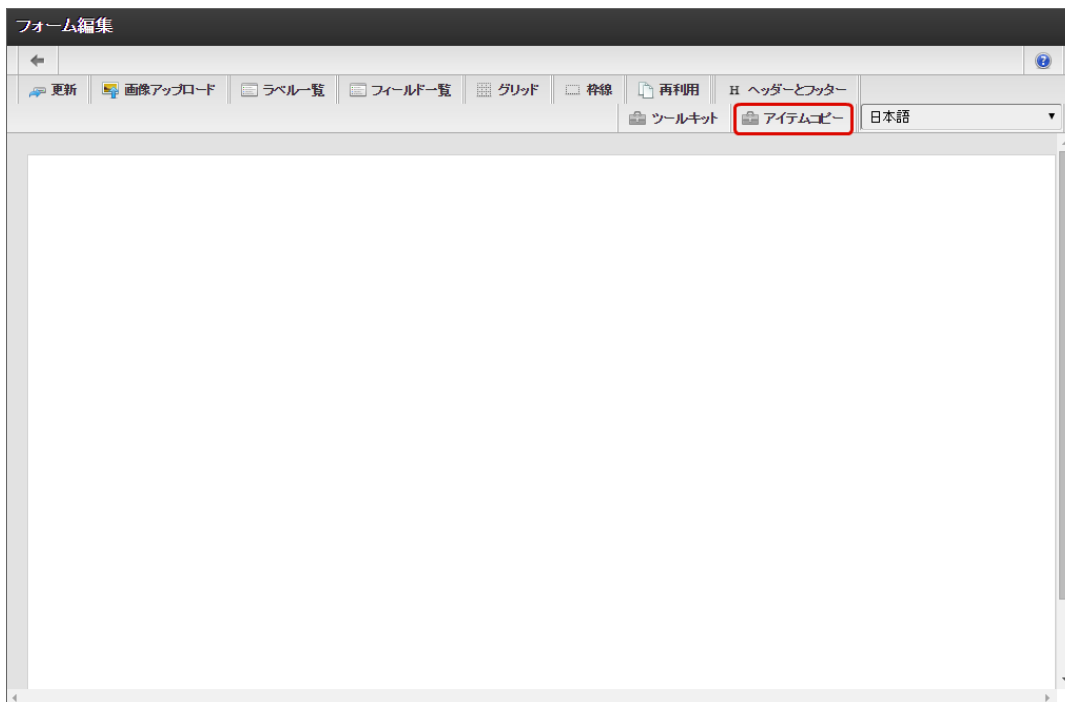 フォーム編集
更新 画像アップロード ラベル一覧 フィールド一覧 グリッド 枠線 再利用 H ヘッダーとフッター
ツールキット アイテムコピー 日本語